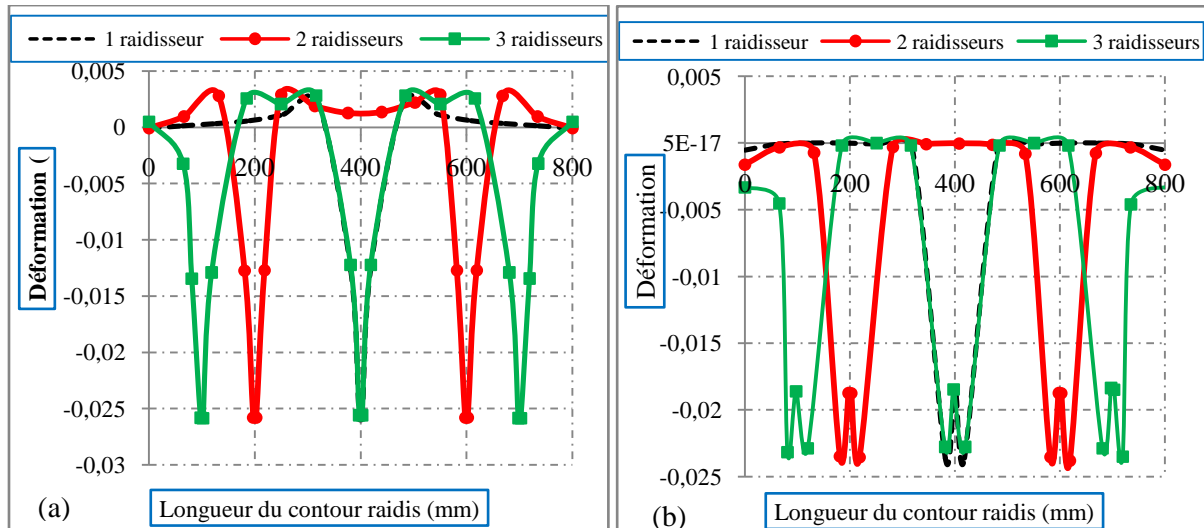 1 raidisseur 2 raidisseurs 3 raidisseurs
0,005
0
-0,005
-0,01
-0,015
-0,02
-0,025
-0,03
0 200 400 600 800
Déformation (
Longueur du contour raidis (mm)
(a)
1 raidisseur 2 raidisseurs 3 raidisseurs
0,005
5E-17
-0,005
-0,01
-0,015
-0,02
-0,025
0 200 400 600 800
Déformation
Longueur du contour raidis (mm)
(b)